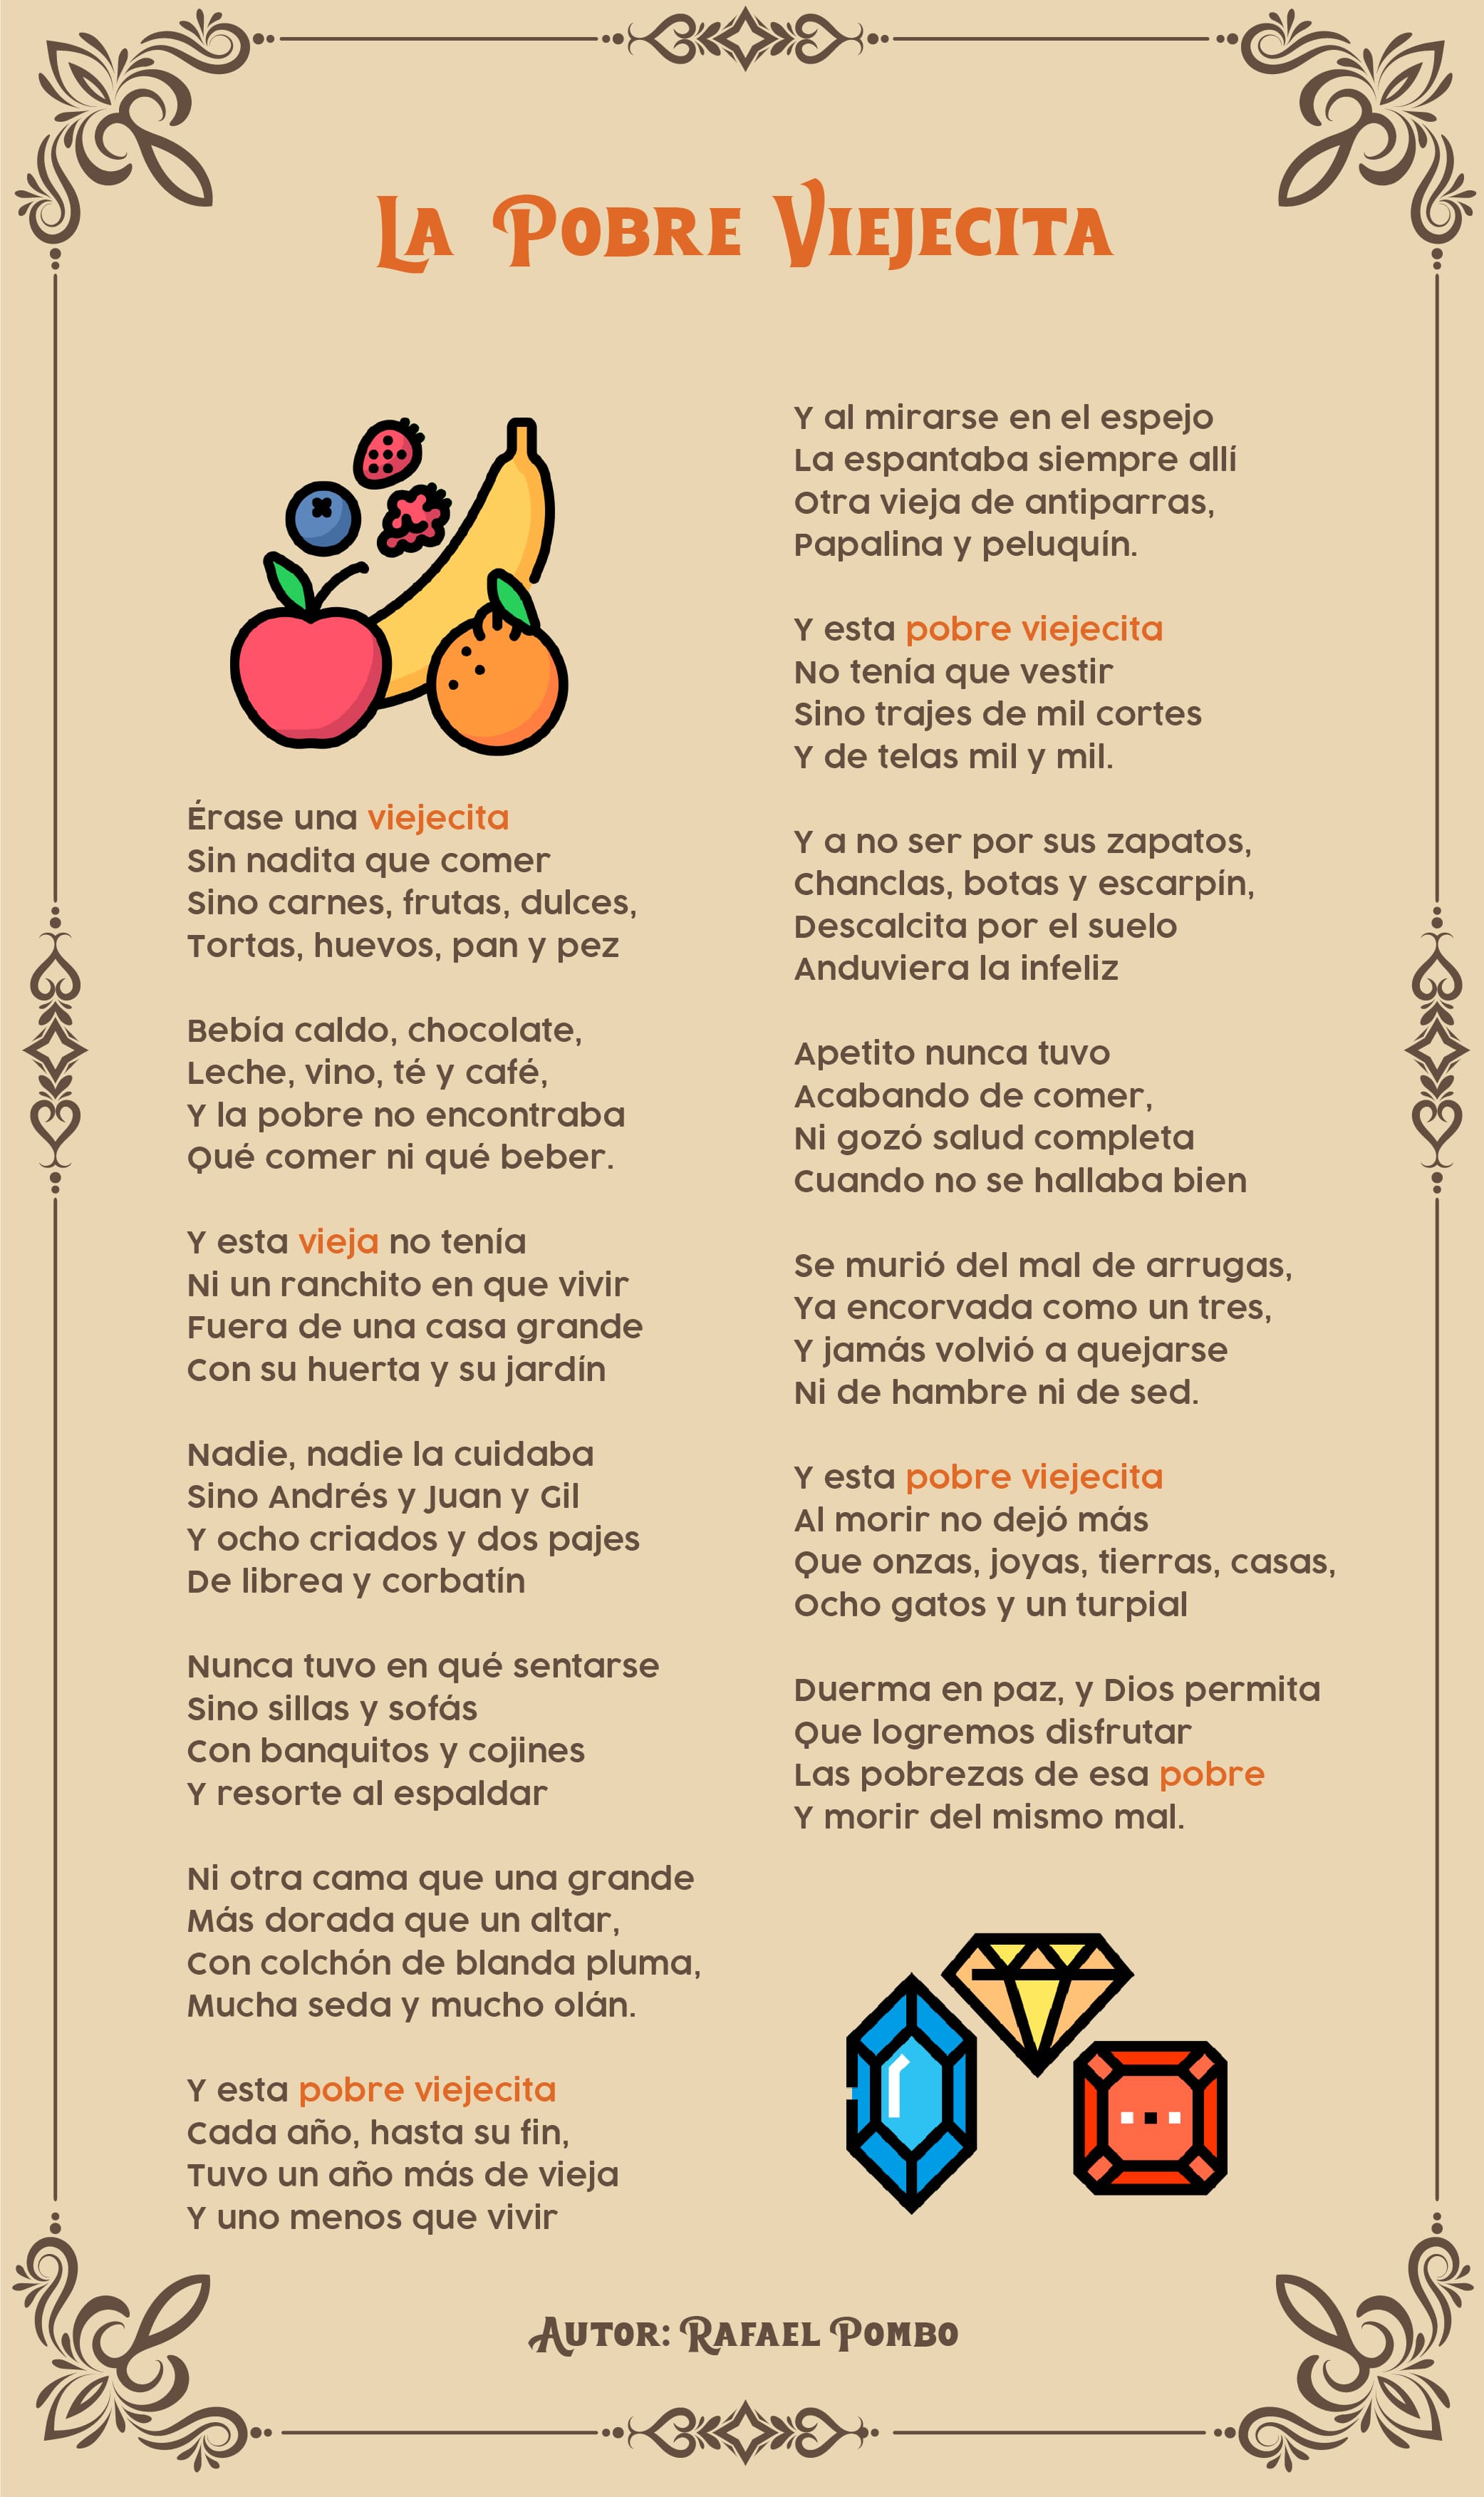 La Pobre Viejecita
Érase una viejecita
Sin nadita que comer
Sino carnes, frutas, dulces,
Tortas, huevos, pan y pez
Bebía caldo, chocolate,
Leche, vino, té y café,
Y la pobre no encontraba
Qué comer ni qué beber.
Y esta vieja no tenía
Ni un ranchito en que vivir
Fuera de una casa grande
Con su huerta y su jardín
Nadie, nadie la cuidaba
Sino Andrés y Juan y Gil
Y ocho criados y dos pajes
De librea y corbatín
Nunca tuvo en qué sentarse
Sino sillas y sofás
Con banquitos y cojines
Y resorte al espaldar
Ni otra cama que una grande
Más dorada que un altar,
Con colchón de blanda pluma,
Mucha seda y mucho olán.
Y esta pobre viejecita
Cada año, hasta su fin,
Tuvo un año más de vieja
Y uno menos que vivir
Y al mirarse en el espejo
La espantaba siempre allí
Otra vieja de antiparras,
Papalina y peluquín.
Y esta pobre viejecita
No tenía que vestir
Sino trajes de mil cortes
Y de telas mil y mil.
Y a no ser por sus zapatos,
Chanclas, botas y escarpín,
Descalcita por el suelo
Anduviera la infeliz
Apetito nunca tuvo
Acabando de comer,
Ni gozó salud completa
Cuando no se hallaba bien
Se murió del mal de arrugas,
Ya encorvada como un tres,
Y jamás volvió a quejarse
Ni de hambre ni de sed.
Y esta pobre viejecita
Al morir no dejó más
Que onzas, joyas, tierras, casas,
Ocho gatos y un turpial
Duerma en paz, y Dios permita
Que logremos disfrutar
Las pobrezas de esa pobre
Y morir del mismo mal.
Autor: Rafael Pombo